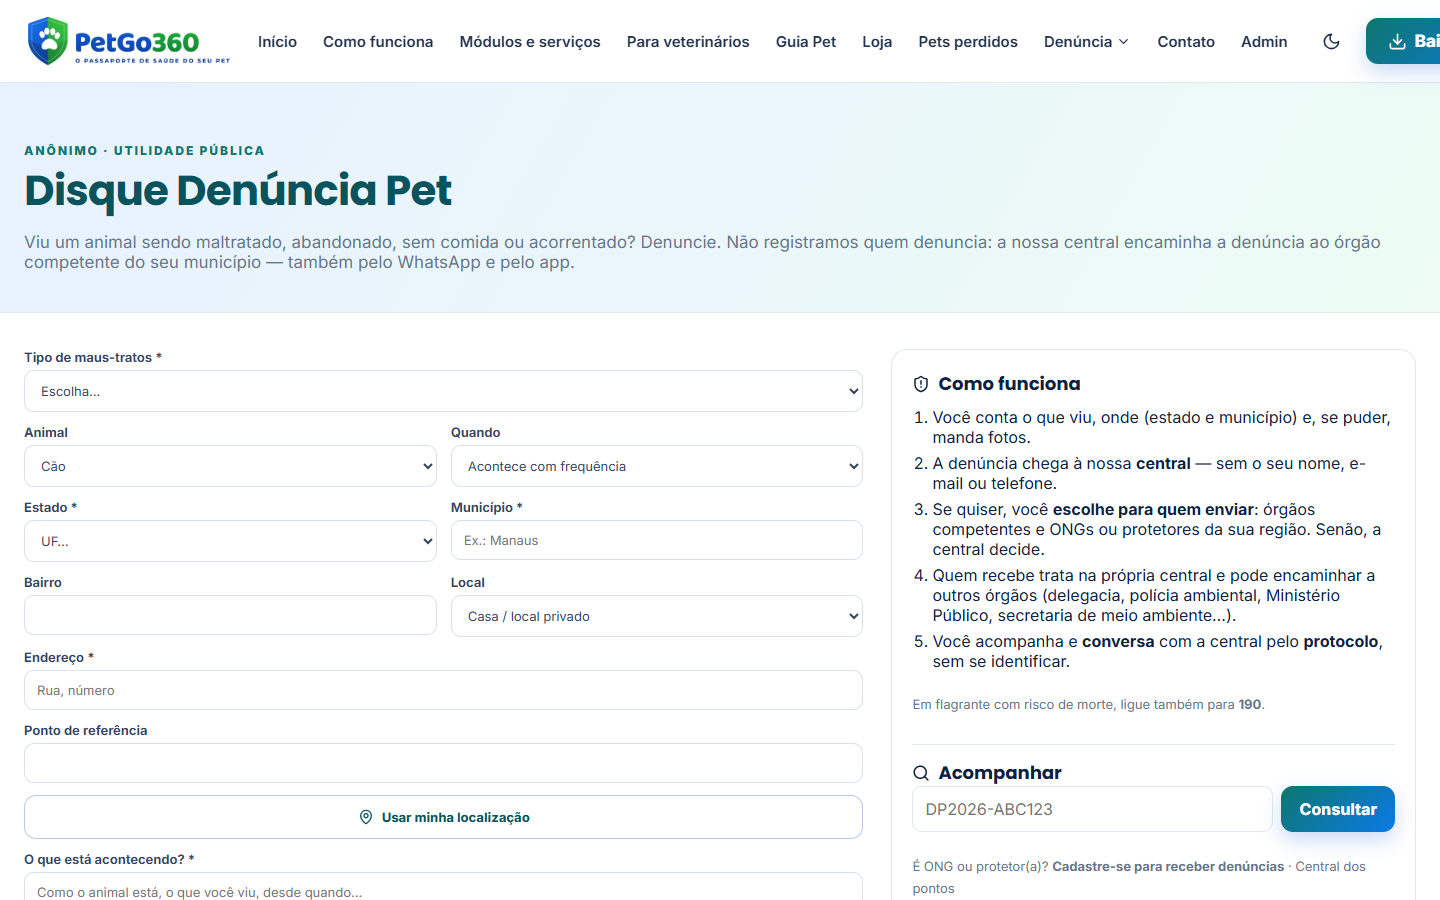 PetGo360
O PASSAPORTE DE SAÚDE DO SEU PET
Início
Como funciona
Módulos e serviços
Para veterinários
Guia Pet
Loja
Pets perdidos
Denúncia
Contato
Admin
ANÔNIMO · UTILIDADE PÚBLICA
Disque Denúncia Pet
Viu um animal sendo maltratado, abandonado, sem comida ou acorrentado? Denuncie. Não registramos quem denuncia: a nossa central encaminha a denúncia ao órgão
competente do seu município — também pelo WhatsApp e pelo app.
Tipo de maus-tratos *
Escolha...
Animal
Cão
Quando
Acontece com frequência
Estado *
UF...
Município *
Ex.: Manaus
Bairro
Local
Casa / local privado
Endereço *
Rua, número
Ponto de referência
Usar minha localização
O que está acontecendo? *
Como o animal está, o que você viu, desde quando...
Como funciona
1. Você conta o que viu, onde (estado e município) e, se puder,
manda fotos.
2. A denúncia chega à nossa central — sem o seu nome, e-
mail ou telefone.
3. Se quiser, você escolhe para quem enviar: órgãos
competentes e ONGs ou protetores da sua região. Senão, a
central decide.
4. Quem recebe trata na própria central e pode encaminhar a
outros órgãos (delegacia, polícia ambiental, Ministério
Público, secretaria de meio ambiente...).
5. Você acompanha e conversa com a central pelo protocolo,
sem se identificar.
Em flagrante com risco de morte, ligue também para 190.
Acompanhar
DP2026-ABC123
Consultar
É ONG ou protetor(a)? Cadastre-se para receber denúncias · Central dos
pontos